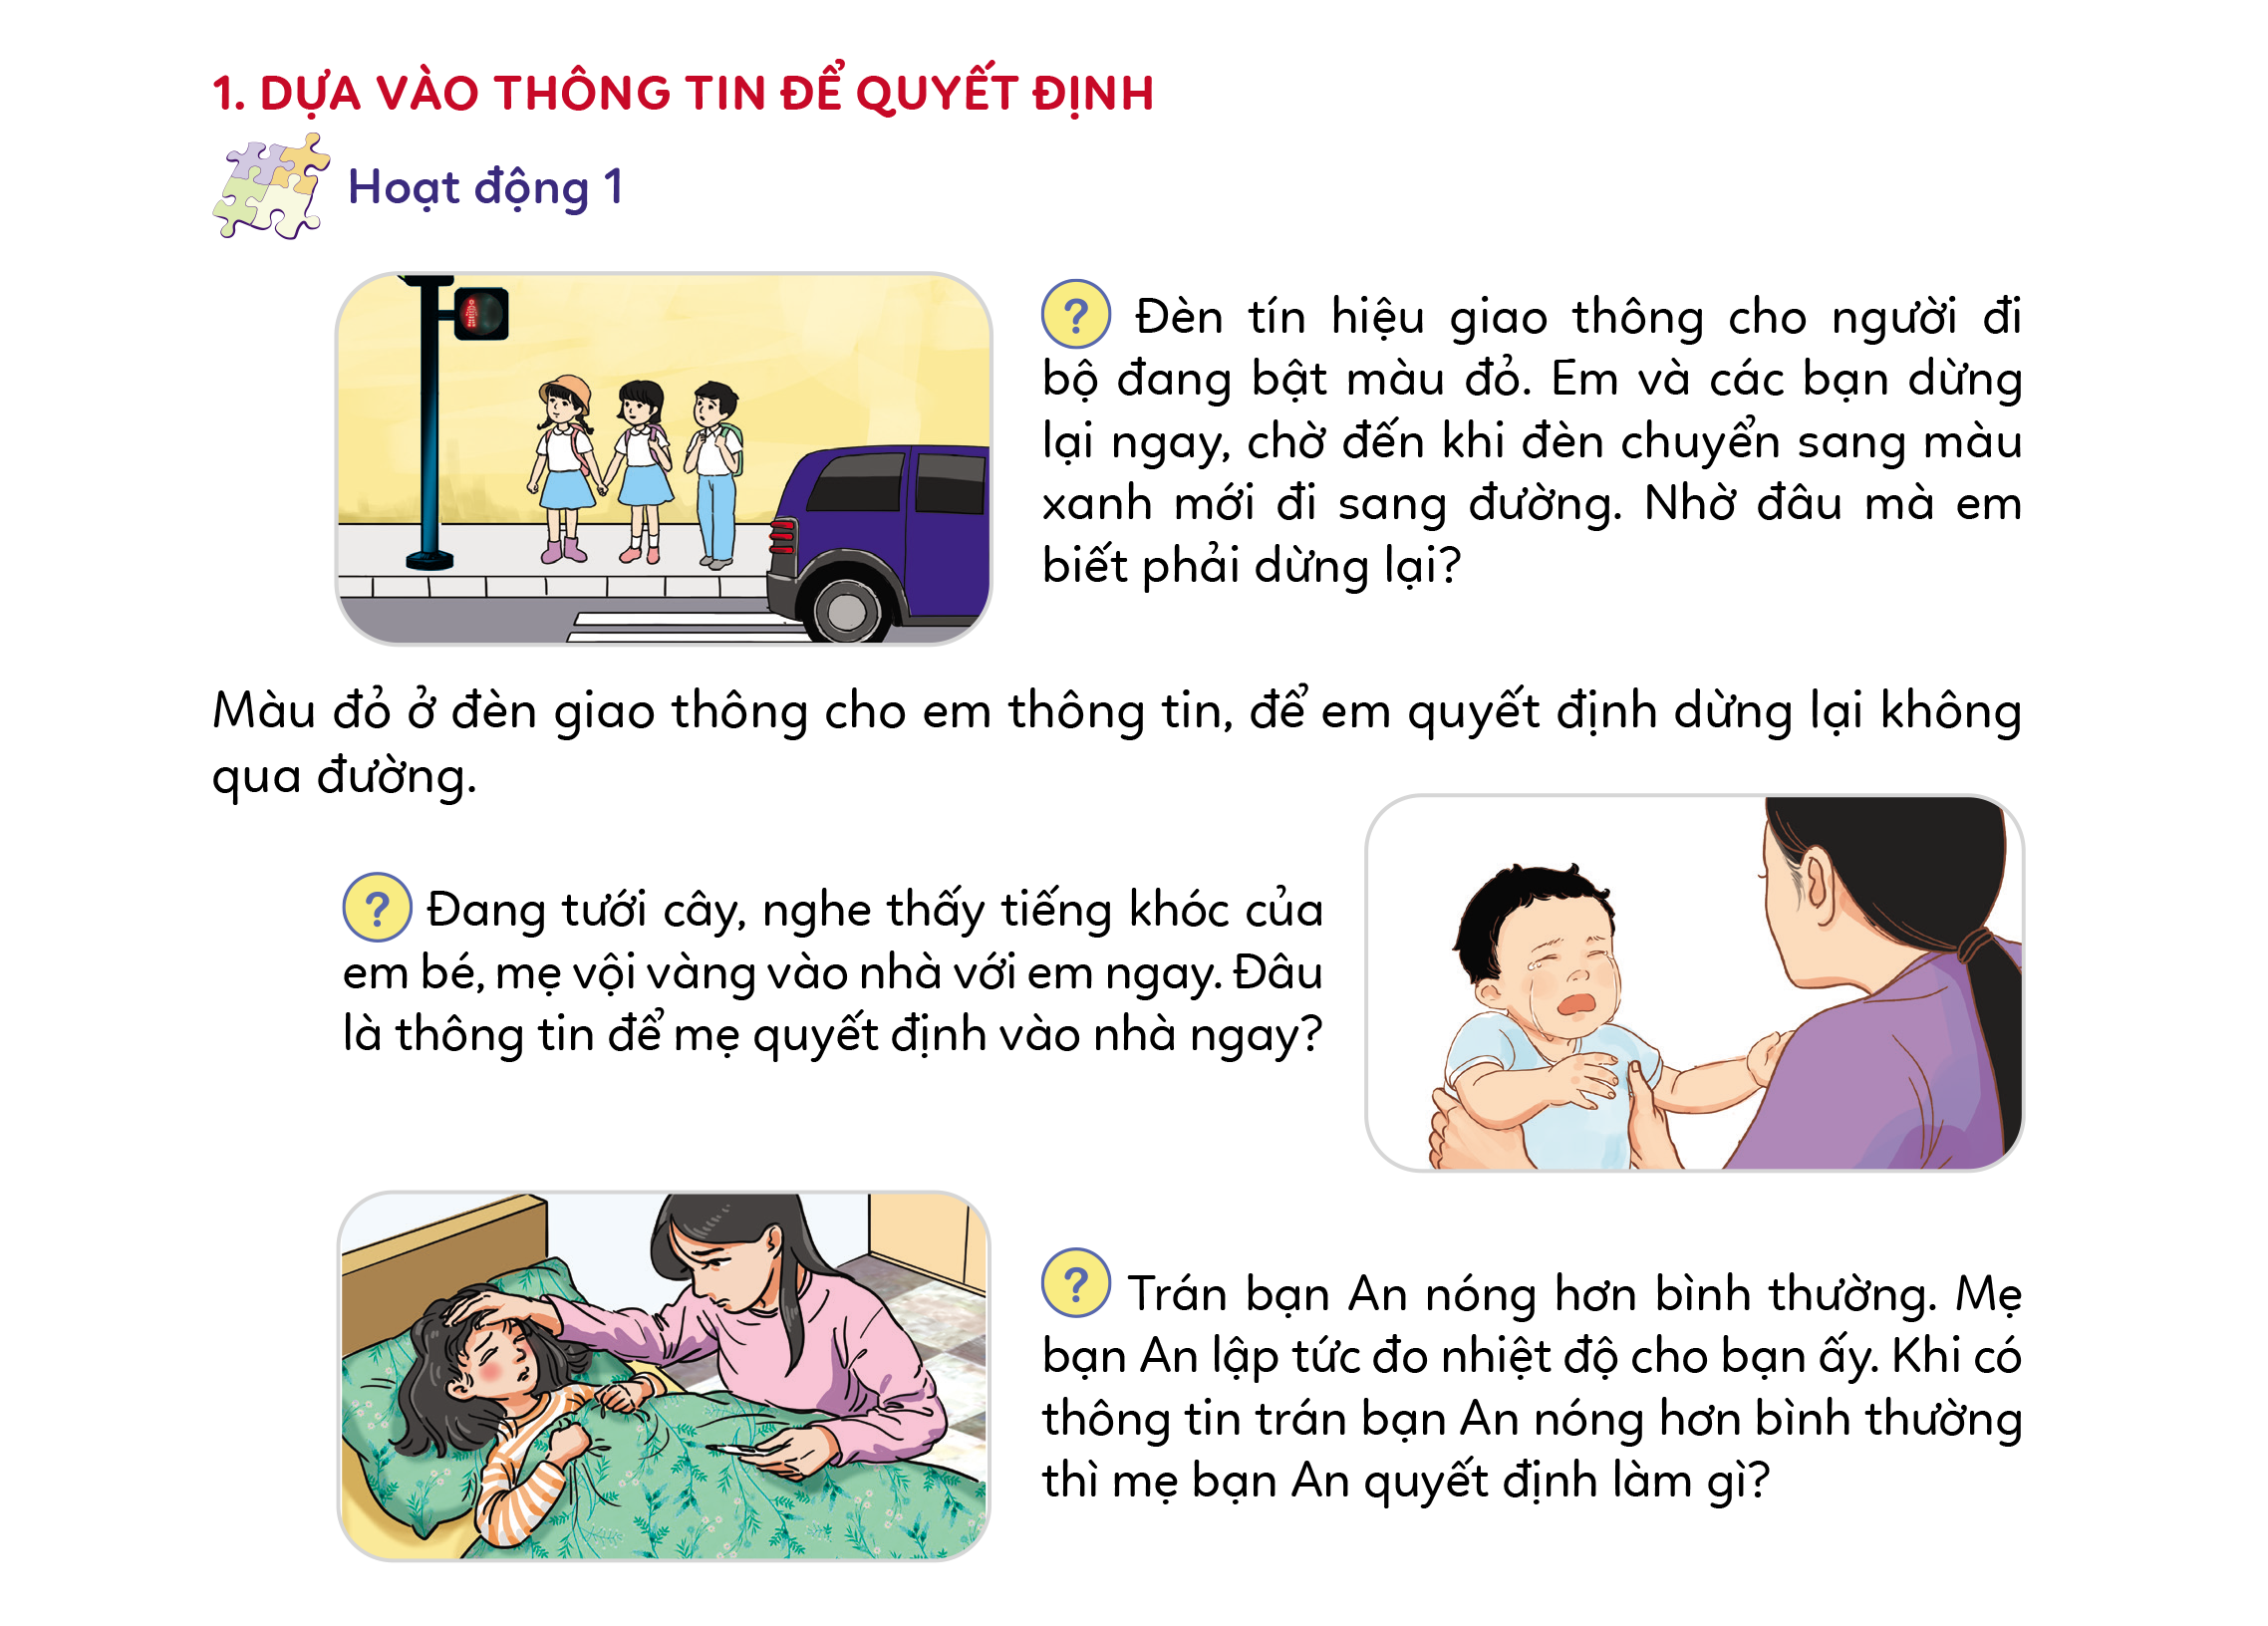 1. DỰA VÀO THÔNG TIN ĐỂ QUYẾT ĐỊNH
Hoạt động 1
? Đèn tín hiệu giao thông cho người đi
bộ đang bật màu đỏ. Em và các bạn dừng
lại ngay, chờ đến khi đèn chuyển sang màu
xanh mới đi sang đường. Nhờ đâu mà em
biết phải dừng lại?
Màu đỏ ở đèn giao thông cho em thông tin, để em quyết định dừng lại không
qua đường.
? Đang tưới cây, nghe thấy tiếng khóc của
em bé, mẹ vội vàng vào nhà với em ngay. Đâu
là thông tin để mẹ quyết định vào nhà ngay?
? Trán bạn An nóng hơn bình thường. Mẹ
bạn An lập tức đo nhiệt độ cho bạn ấy. Khi có
thông tin trán bạn An nóng hơn bình thường
thì mẹ bạn An quyết định làm gì?